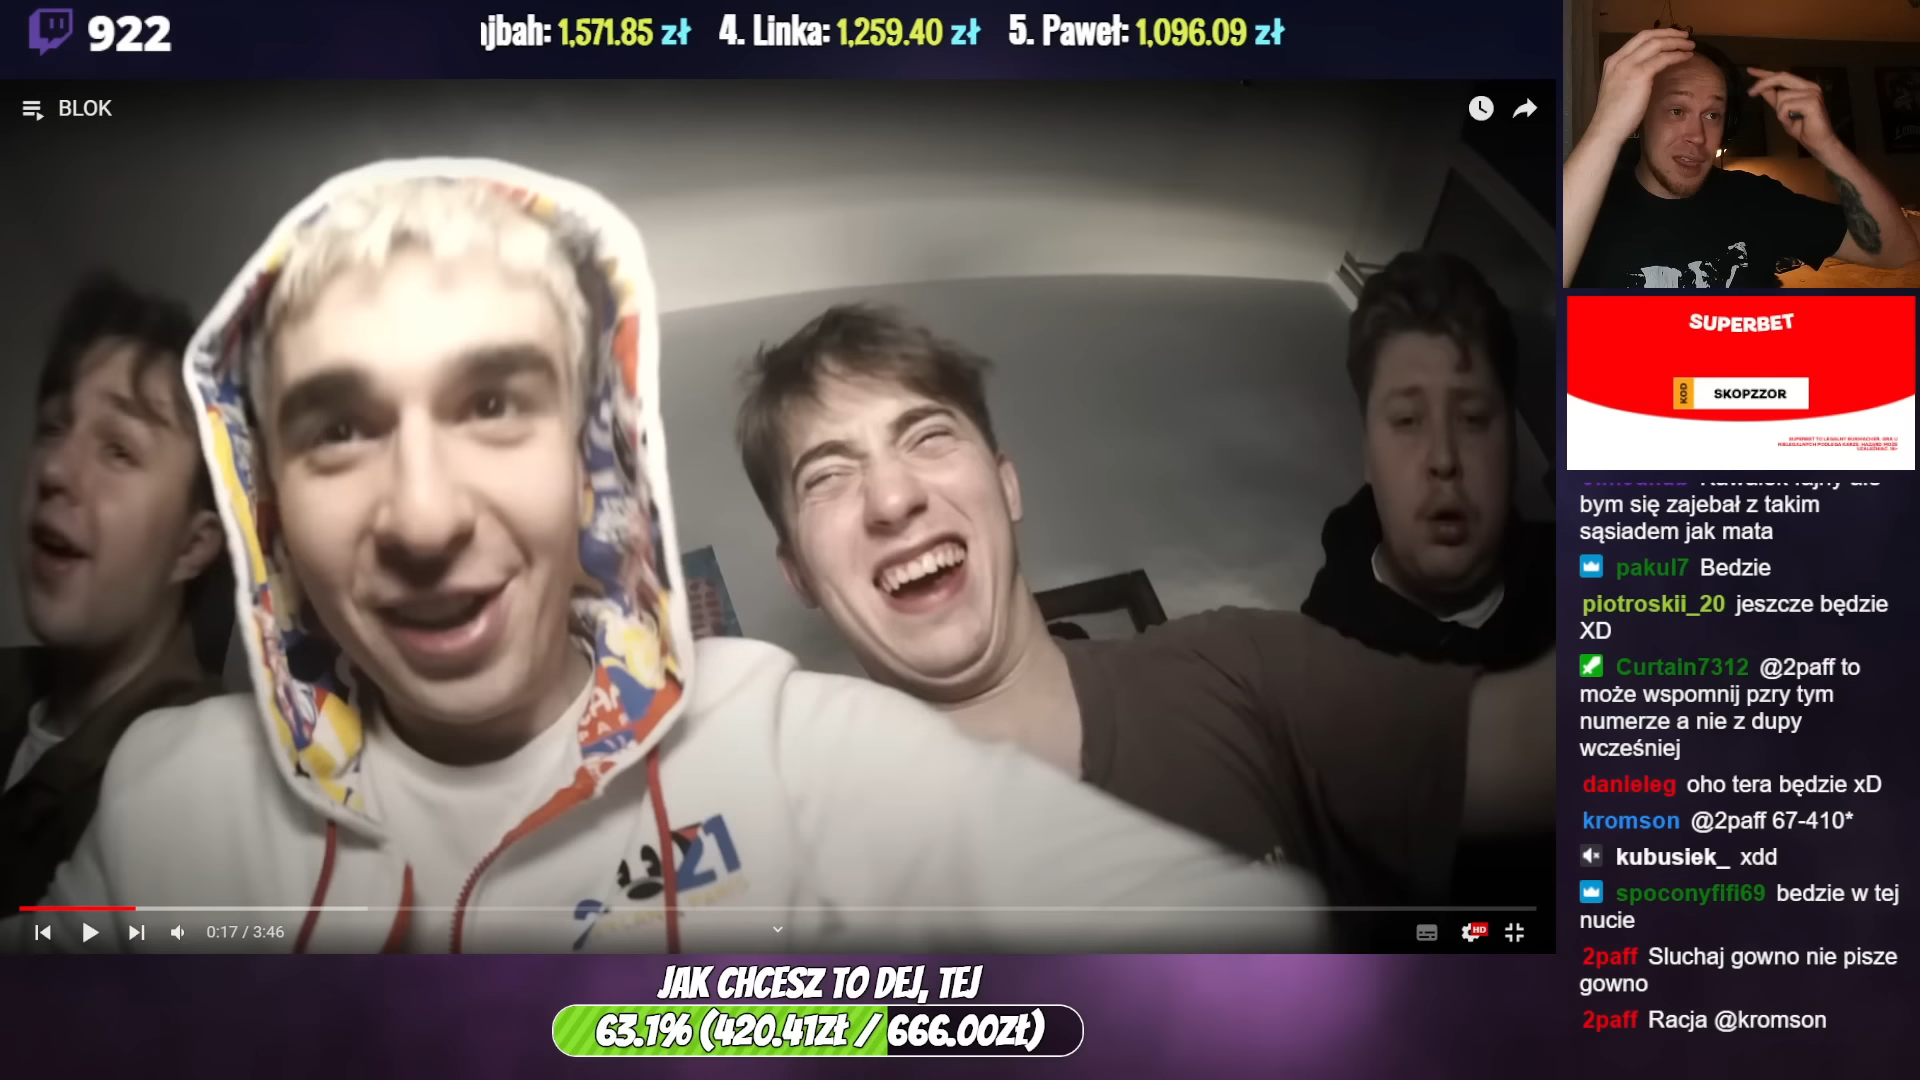 922
jbah: 1,571.85 zł 4. Linka: 1,259.40 zł 5. Paweł: 1,096.09 zł
BLOK
SUPERBET
KOD SKOPZZOR
bym się zajebał z takim
sąsiadem jak mata
pakul7 Bedzie
piotroskii_20 jeszcze będzie
XD
Curtain7312 @2paff to
może wspomnij pzry tym
numerze a nie z dupy
wcześniej
danieleg oho tera będzie xD
kromson @2paff 67-410*
kubusiek_ xdd
spoconyfifi69 bedzie w tej
nucie
2paff Sluchaj gowno nie pisze
gowno
2paff Racja @kromson
21
0:17 / 3:46
HD
JAK CHCESZ TO DEJ, TEJ
63.1% (420.41ZŁ / 666.00ZŁ)